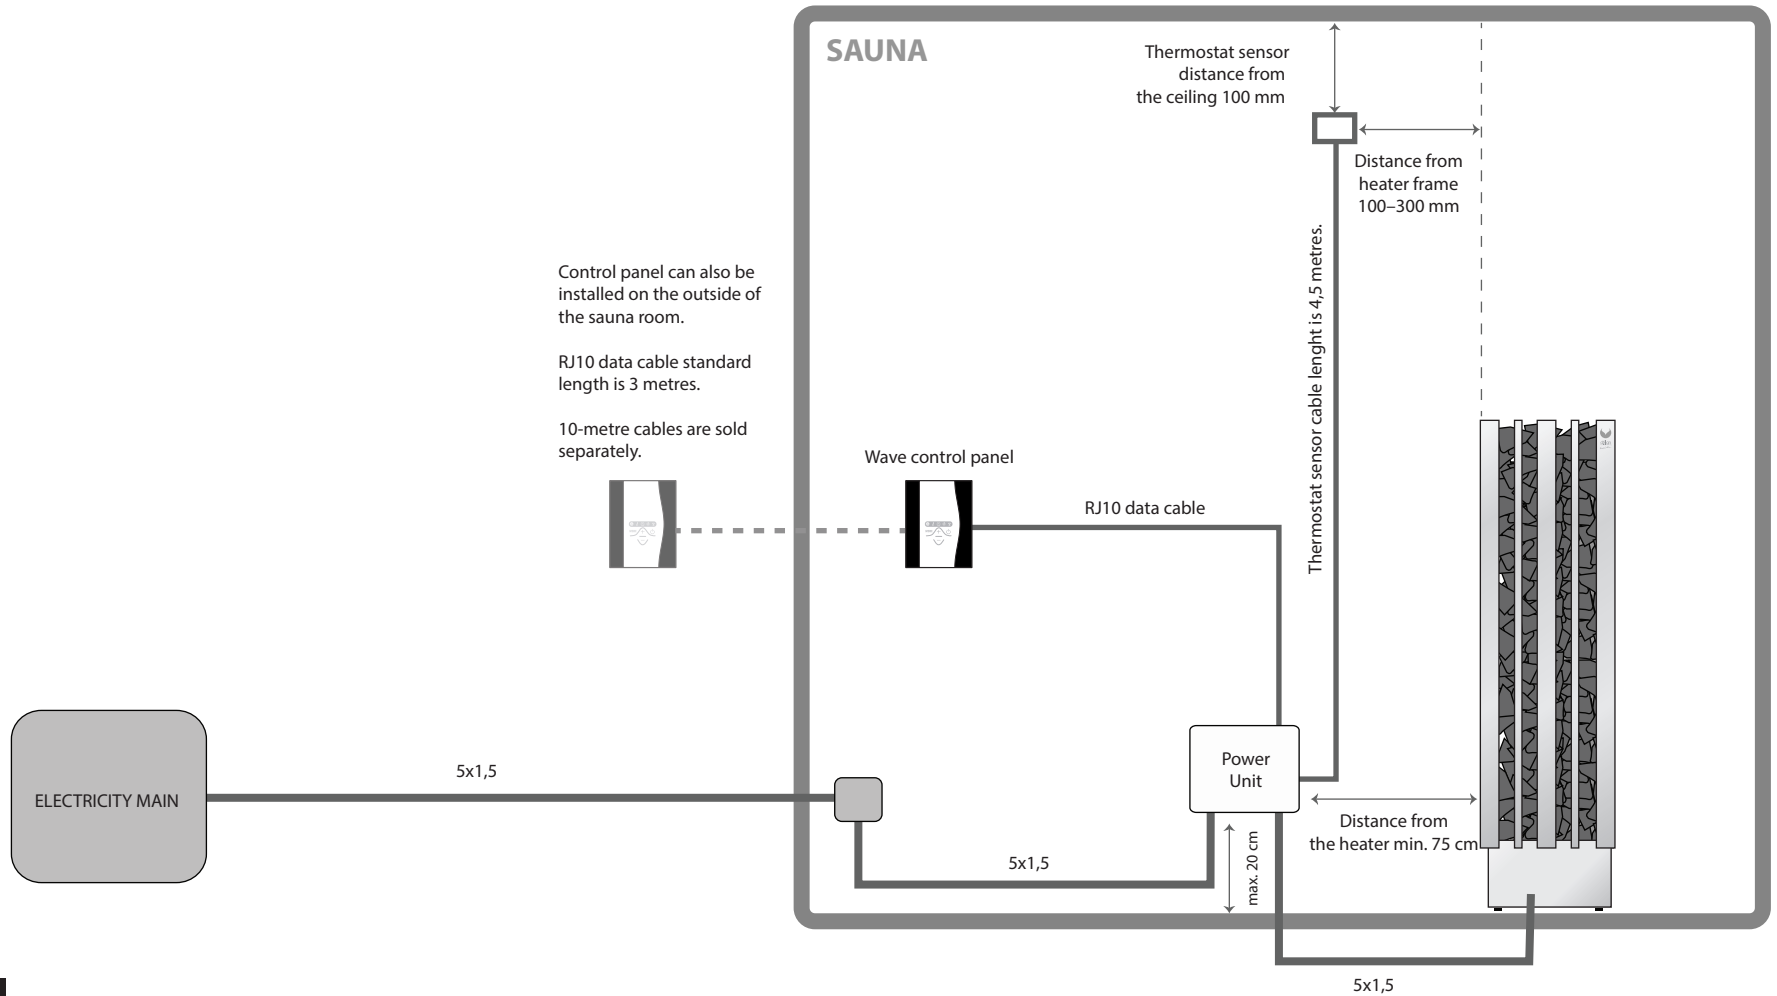 SAUNA
Thermostat sensor
distance from
the ceiling 100 mm
Distance from
heater frame
100–300 mm
Thermostat sensor cable lenght is 4,5 metres.
Control panel can also be
installed on the outside of
the sauna room.
RJ10 data cable standard
length is 3 metres.
10-metre cables are sold
separately.
Wave control panel
RJ10 data cable
ELECTRICITY MAIN
5x1,5
Power
Unit
Distance from
the heater min. 75 cm
5x1,5
max. 20 cm
5x1,5